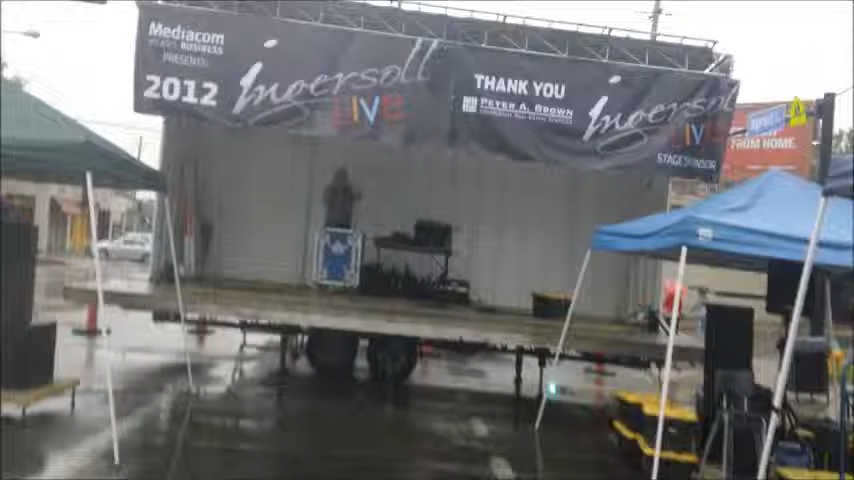 Mediacom
BUSINESS
PRESENTS:
2012
ingersoll
LIVE
THANK YOU
PETER A. BROWN
ingersoll
LIVE
STAGE SPONSOR
FROM HOME.